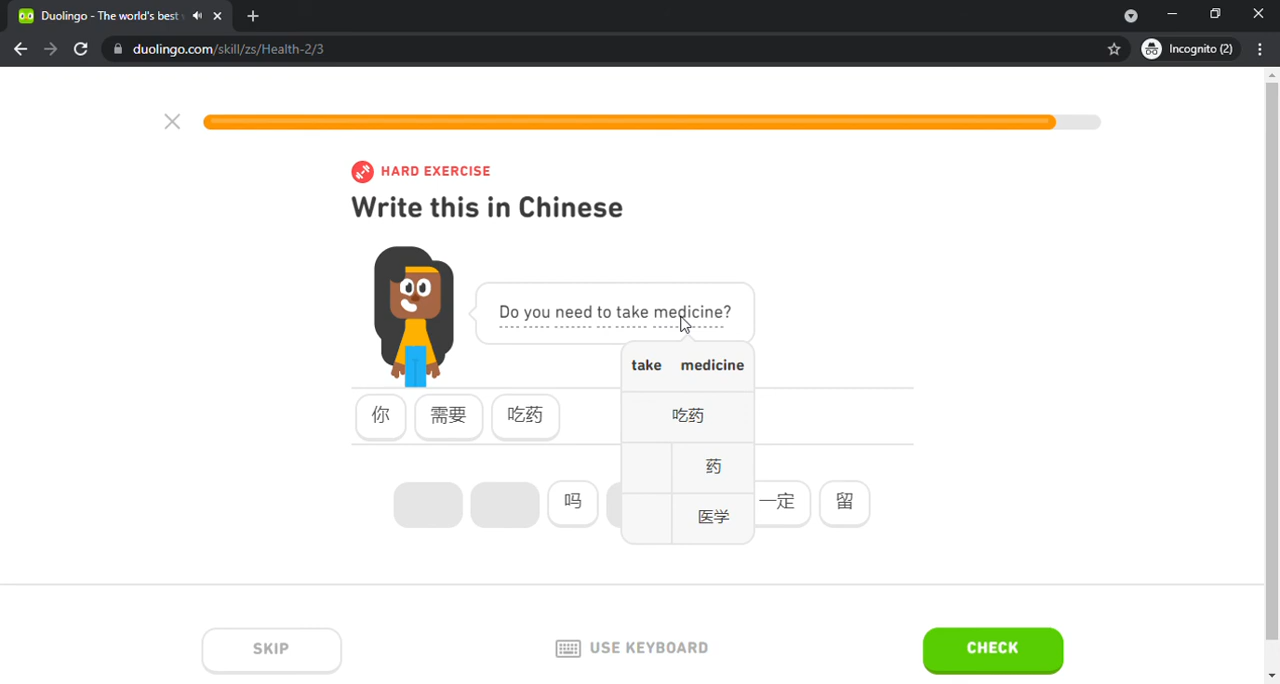 Duolingo - The world's best
duolingo.com/skill/zs/Health-2/3
Incognito (2)
HARD EXERCISE
Write this in Chinese
Do you need to take medicine?
take medicine
你 需要 吃药
吃药
药
医学
吗 一定 留
SKIP
USE KEYBOARD
CHECK